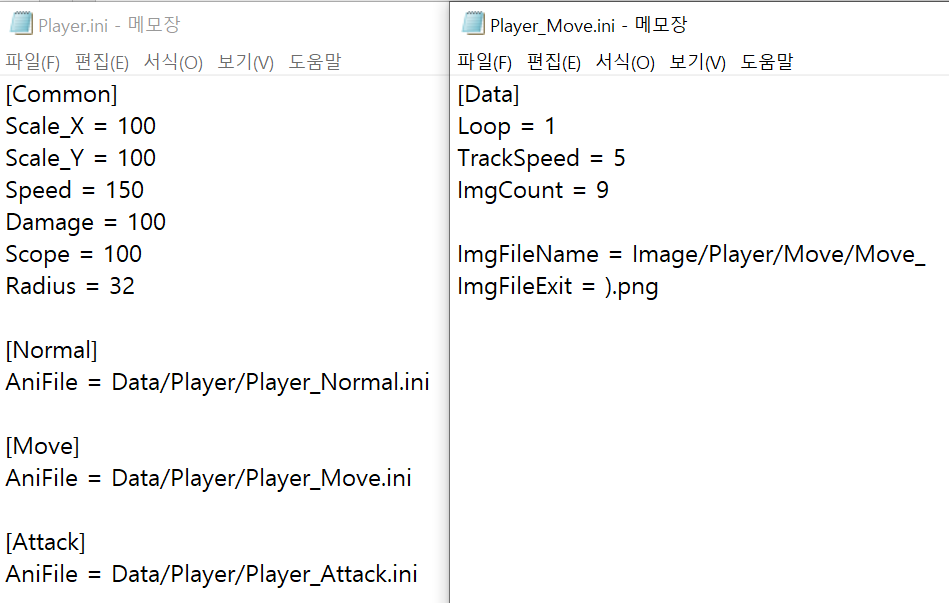 Player.ini - 메모장
파일(F) 편집(E) 서식(O) 보기(V) 도움말
[Common]
Scale_X = 100
Scale_Y = 100
Speed = 150
Damage = 100
Scope = 100
Radius = 32
[Normal]
AniFile = Data/Player/Player_Normal.ini
[Move]
AniFile = Data/Player/Player_Move.ini
[Attack]
AniFile = Data/Player/Player_Attack.ini
Player_Move.ini - 메모장
파일(F) 편집(E) 서식(O) 보기(V) 도움말
[Data]
Loop = 1
TrackSpeed = 5
ImgCount = 9
ImgFileName = Image/Player/Move/Move_
ImgFileExit = ).png